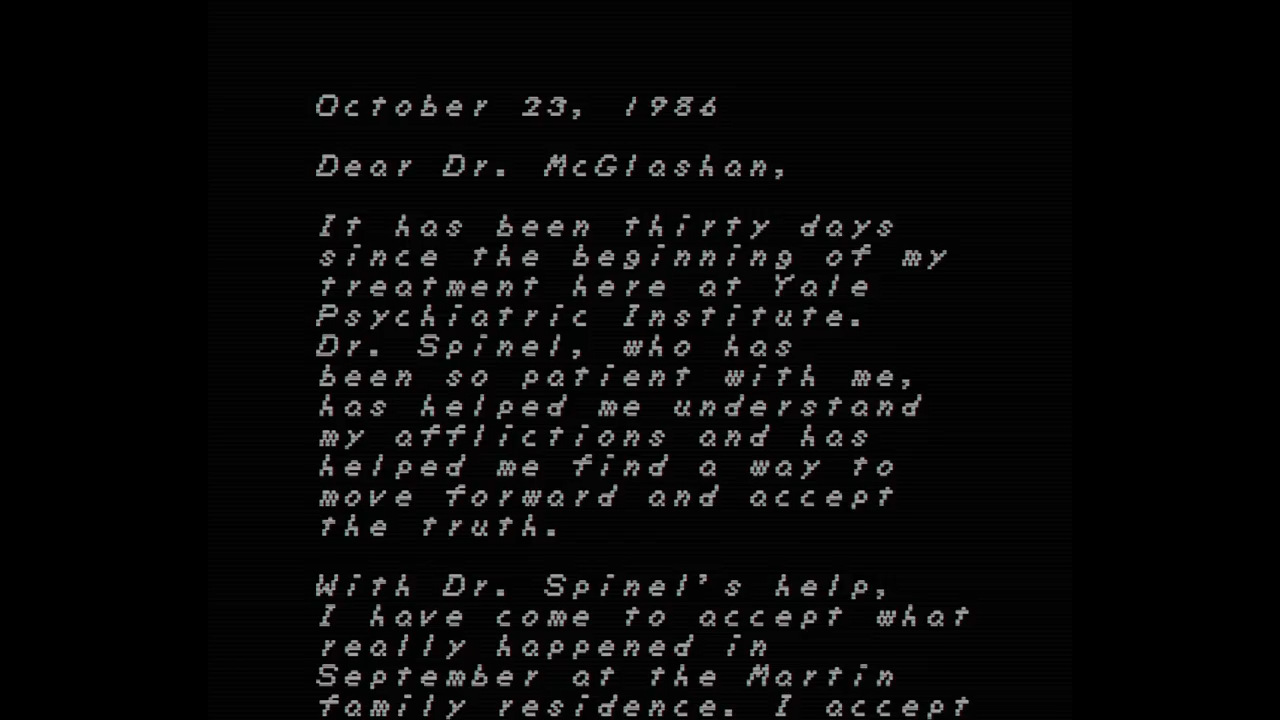 October 23, 1986
Dear Dr. McGlashan,
It has been thirty days
since the beginning of my
treatment here at Yale
Psychiatric Institute.
Dr. Spinel, who has
been so patient with me,
has helped me understand
my afflictions and has
helped me find a way to
move forward and accept
the truth.
With Dr. Spinel's help,
I have come to accept what
really happened in
September at the Martin
family residence. I accept